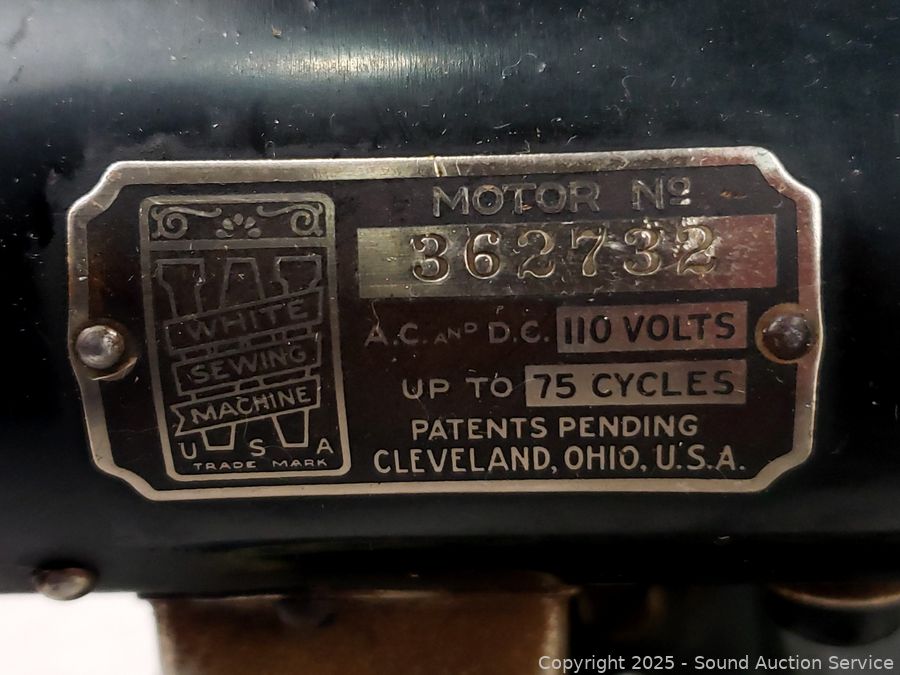 MOTOR Nº
362732
A.C. AND D.C. 110 VOLTS
UP TO 75 CYCLES
PATENTS PENDING
CLEVELAND, OHIO, U.S.A.
W
WHITE
SEWING
MACHINE
U S A
TRADE MARK
Copyright 2025 - Sound Auction Service